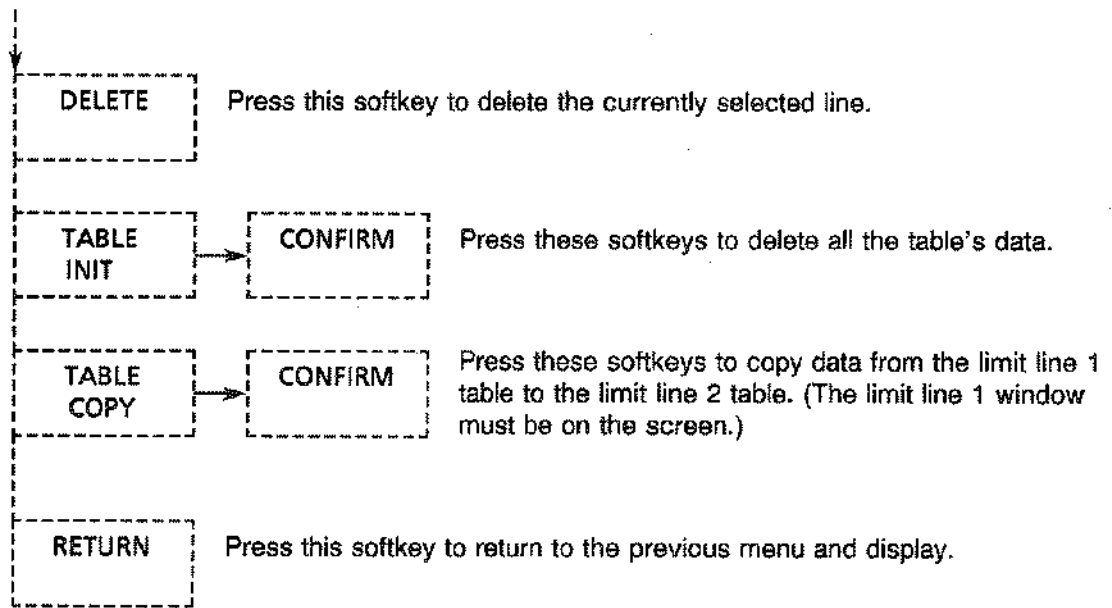 DELETE
Press this softkey to delete the currently selected line.
TABLE
INIT
CONFIRM
Press these softkeys to delete all the table's data.
TABLE
COPY
CONFIRM
Press these softkeys to copy data from the limit line 1
table to the limit line 2 table. (The limit line 1 window
must be on the screen.)
RETURN
Press this softkey to return to the previous menu and display.